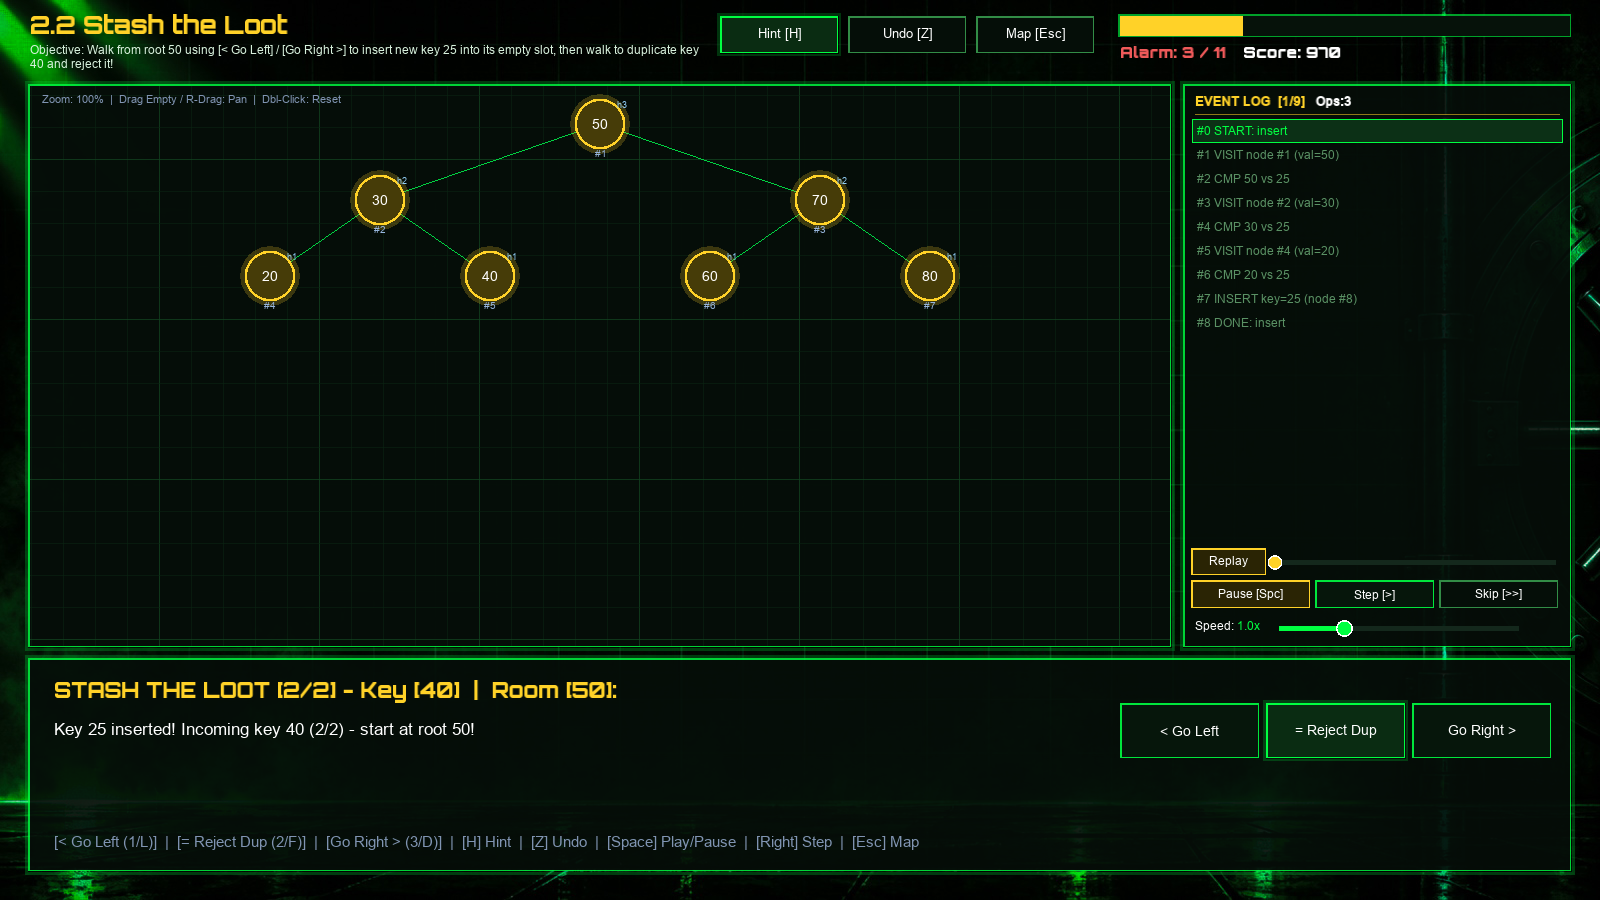 2.2 Stash the Loot
Objective: Walk from root 50 using [< Go Left] / [Go Right >] to insert new key 25 into its empty slot, then walk to duplicate key
40 and reject it!
Hint [H]
Undo [Z]
Map [Esc]
Alarm: 3 / 11
Score: 970
Zoom: 100%  |  Drag Empty / R-Drag: Pan  |  Dbl-Click: Reset
50
h3
#1
30
h2
#2
70
h2
#3
20
h1
#4
40
h1
#5
60
h1
#6
80
h1
#7
EVENT LOG  [1/9]   Ops:3
#0 START: insert
#1 VISIT node #1 (val=50)
#2 CMP 50 vs 25
#3 VISIT node #2 (val=30)
#4 CMP 30 vs 25
#5 VISIT node #4 (val=20)
#6 CMP 20 vs 25
#7 INSERT key=25 (node #8)
#8 DONE: insert
Replay
Pause [Spc]
Step [>]
Skip [>>]
Speed: 1.0x
STASH THE LOOT [2/2] - Key [40]  |  Room [50]:
Key 25 inserted! Incoming key 40 (2/2) - start at root 50!
< Go Left
= Reject Dup
Go Right >
[< Go Left (1/L)]  |  [= Reject Dup (2/F)]  |  [Go Right > (3/D)]  |  [H] Hint  |  [Z] Undo  |  [Space] Play/Pause  |  [Right] Step  |  [Esc] Map